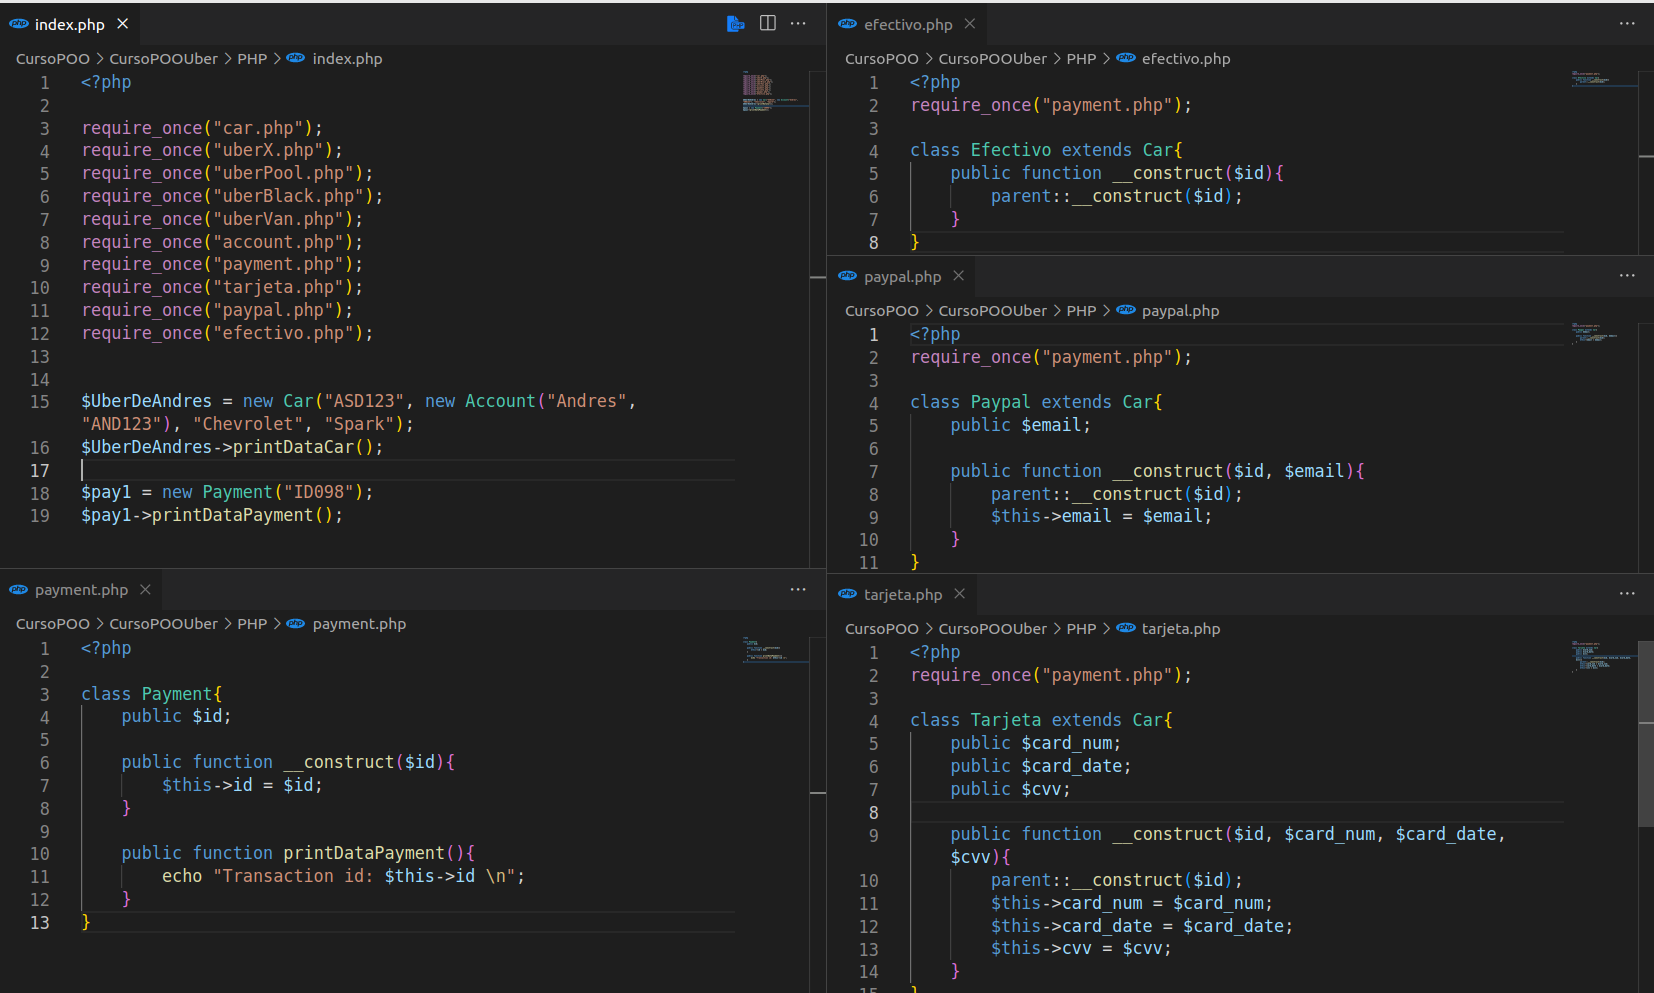 php index.php ×
CursoPOO > CursoPOOUber > PHP > php index.php
1 <?php
2
3 require_once("car.php");
4 require_once("uberX.php");
5 require_once("uberPool.php");
6 require_once("uberBlack.php");
7 require_once("uberVan.php");
8 require_once("account.php");
9 require_once("payment.php");
10 require_once("tarjeta.php");
11 require_once("paypal.php");
12 require_once("efectivo.php");
13
14
15 $UberDeAndres = new Car("ASD123", new Account("Andres",
"AND123"), "Chevrolet", "Spark");
16 $UberDeAndres->printDataCar();
17
18 $pay1 = new Payment("ID098");
19 $pay1->printDataPayment();
php payment.php ×
CursoPOO > CursoPOOUber > PHP > php payment.php
1 <?php
2
3 class Payment{
4 public $id;
5
6 public function __construct($id){
7 $this->id = $id;
8 }
9
10 public function printDataPayment(){
11 echo "Transaction id: $this->id \n";
12 }
13 }
php efectivo.php ×
CursoPOO > CursoPOOUber > PHP > php efectivo.php
1 <?php
2 require_once("payment.php");
3
4 class Efectivo extends Car{
5 public function __construct($id){
6 parent::__construct($id);
7 }
8 }
php paypal.php ×
CursoPOO > CursoPOOUber > PHP > php paypal.php
1 <?php
2 require_once("payment.php");
3
4 class Paypal extends Car{
5 public $email;
6
7 public function __construct($id, $email){
8 parent::__construct($id);
9 $this->email = $email;
10 }
11 }
php tarjeta.php ×
CursoPOO > CursoPOOUber > PHP > php tarjeta.php
1 <?php
2 require_once("payment.php");
3
4 class Tarjeta extends Car{
5 public $card_num;
6 public $card_date;
7 public $cvv;
8
9 public function __construct($id, $card_num, $card_date,
$cvv){
10 parent::__construct($id);
11 $this->card_num = $card_num;
12 $this->card_date = $card_date;
13 $this->cvv = $cvv;
14 }
15 }